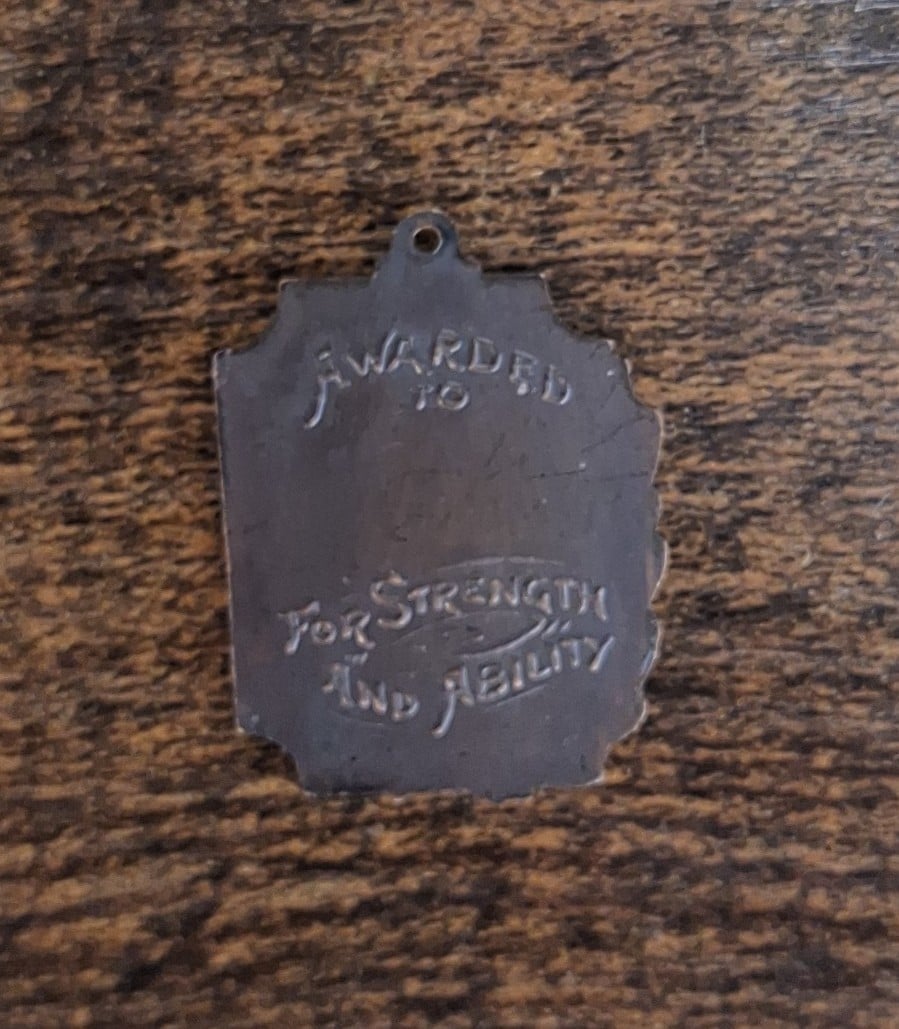 AWARDED
TO
FOR STRENGTH
AND ABILITY